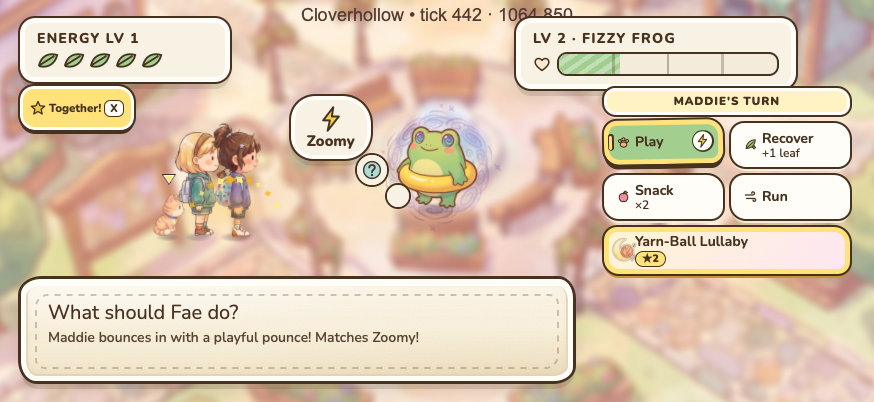 Cloverhollow • tick 442 · 1064,850
ENERGY LV 1
LV 2 · FIZZY FROG
Together! X
MADDIE'S TURN
Zoomy
?
Play
Recover
+1 leaf
Snack
×2
Run
Yarn-Ball Lullaby
★2
What should Fae do?
Maddie bounces in with a playful pounce! Matches Zoomy!